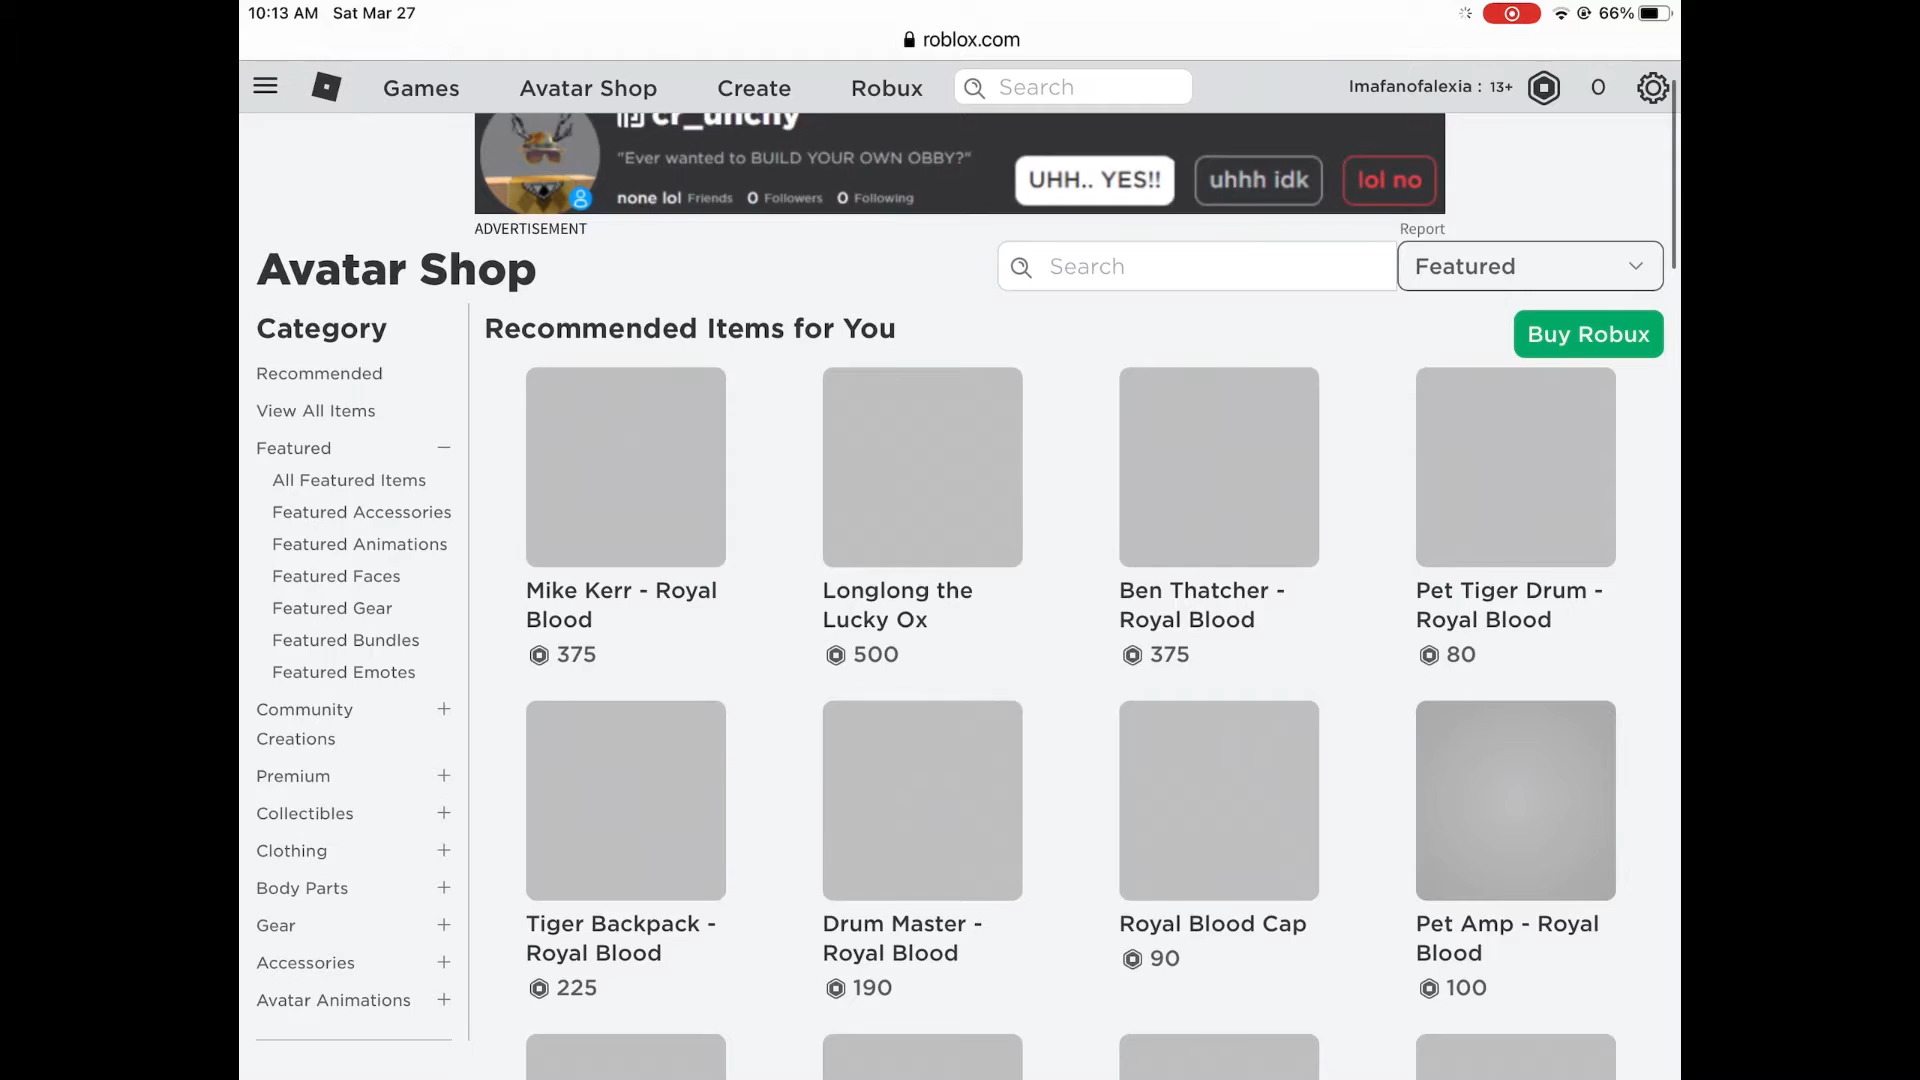 10:13 AM Sat Mar 27
66%
roblox.com
Games Avatar Shop Create Robux Search Imafanofalexia : 13+ 0
cr_unchy
"Ever wanted to BUILD YOUR OWN OBBY?"
UHH.. YES!! uhhh idk lol no
none lol Friends 0 Followers 0 Following
ADVERTISEMENT Report
Avatar Shop Search Featured
Category
Recommended
View All Items
Featured
All Featured Items
Featured Accessories
Featured Animations
Featured Faces
Featured Gear
Featured Bundles
Featured Emotes
Community
Creations
Premium
Collectibles
Clothing
Body Parts
Gear
Accessories
Avatar Animations
Recommended Items for You
Buy Robux
Mike Kerr - Royal
Blood
375
Longlong the
Lucky Ox
500
Ben Thatcher -
Royal Blood
375
Pet Tiger Drum -
Royal Blood
80
Tiger Backpack -
Royal Blood
225
Drum Master -
Royal Blood
190
Royal Blood Cap
90
Pet Amp - Royal
Blood
100